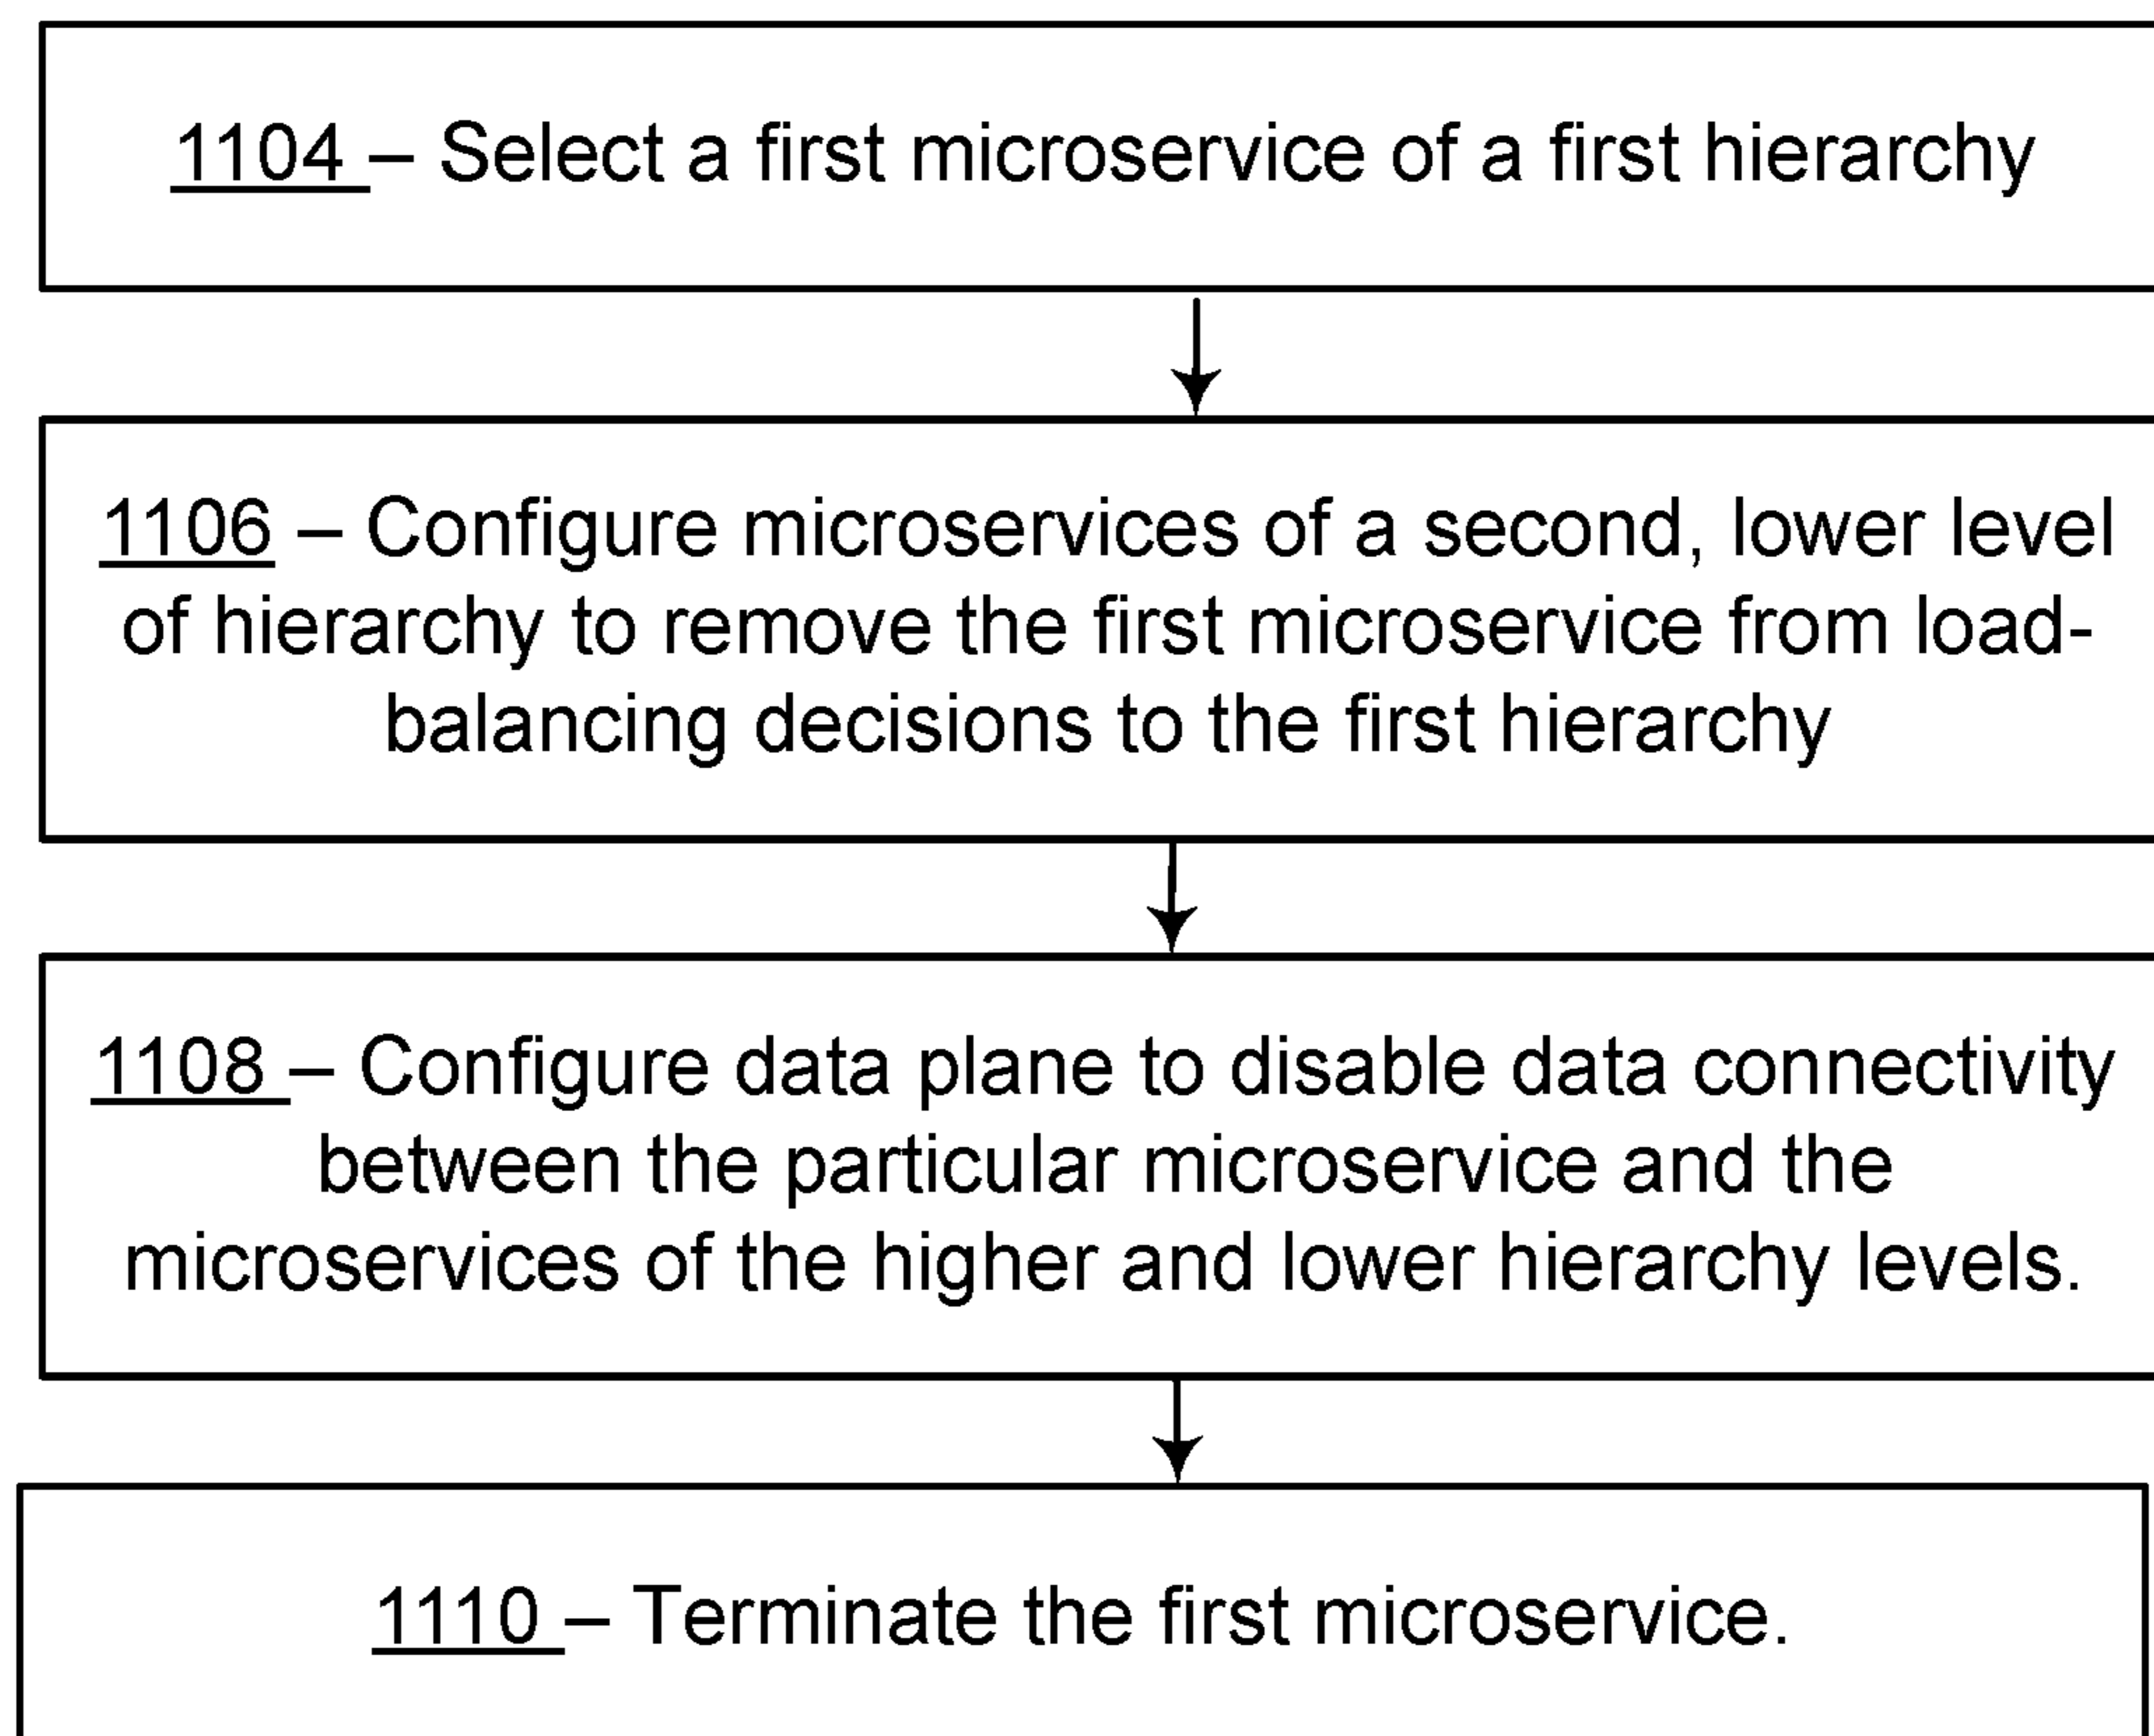 1104 – Select a first microservice of a first hierarchy
1106 – Configure microservices of a second, lower level
of hierarchy to remove the first microservice from load-
balancing decisions to the first hierarchy
1108 – Configure data plane to disable data connectivity
between the particular microservice and the
microservices of the higher and lower hierarchy levels.
1110 – Terminate the first microservice.